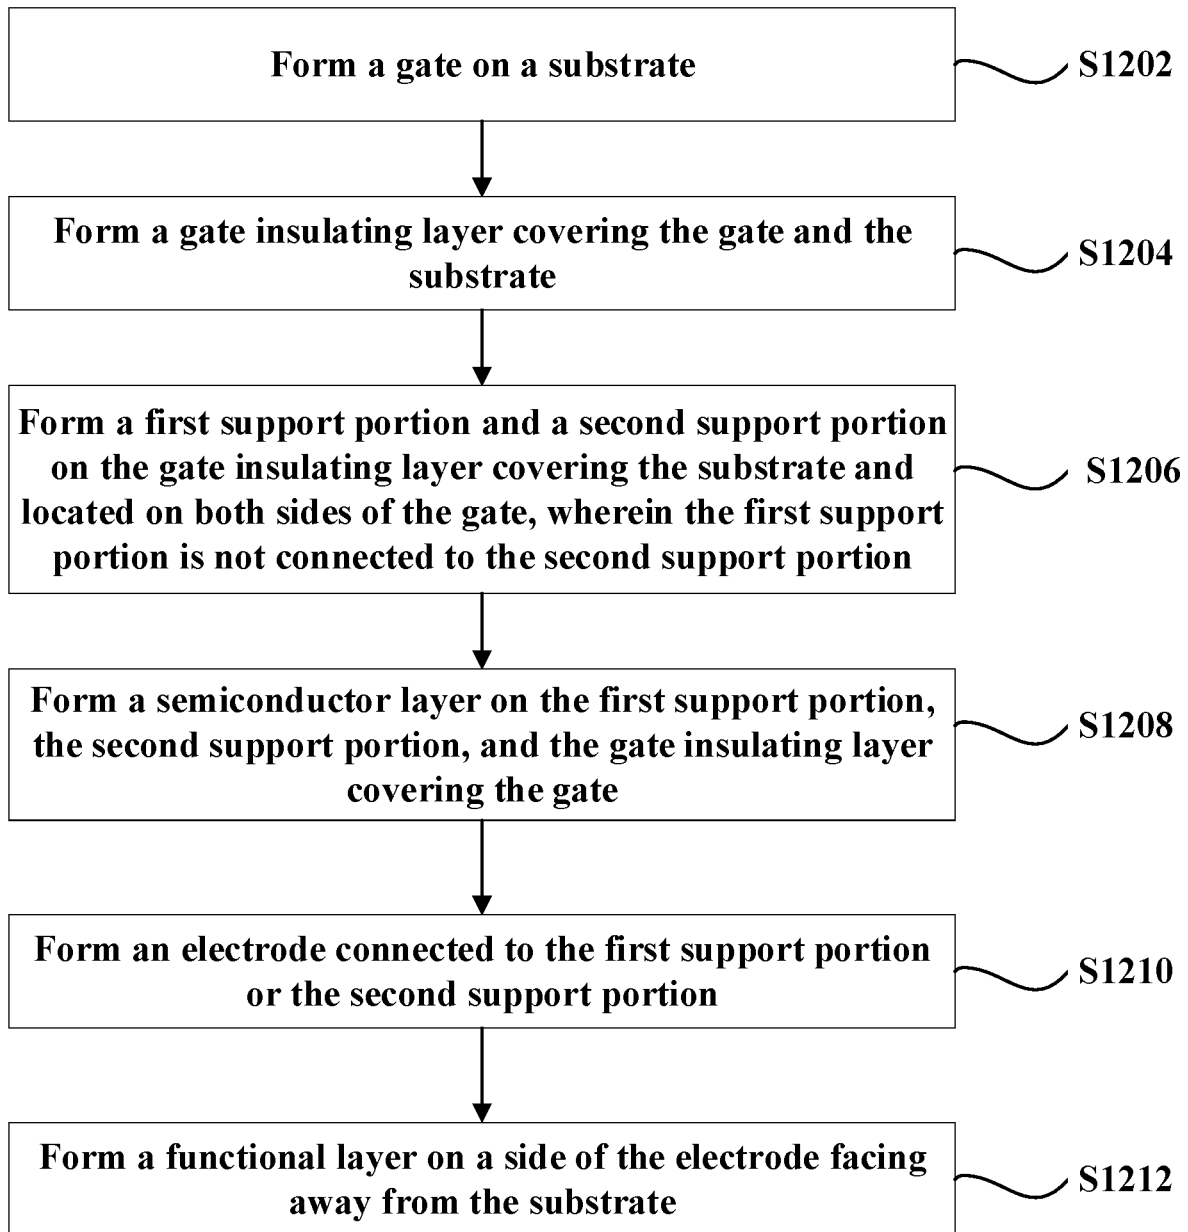 Form a gate on a substrate
S1202
Form a gate insulating layer covering the gate and the
substrate
S1204
Form a first support portion and a second support portion
on the gate insulating layer covering the substrate and
located on both sides of the gate, wherein the first support
portion is not connected to the second support portion
S1206
Form a semiconductor layer on the first support portion,
the second support portion, and the gate insulating layer
covering the gate
S1208
Form an electrode connected to the first support portion
or the second support portion
S1210
Form a functional layer on a side of the electrode facing
away from the substrate
S1212